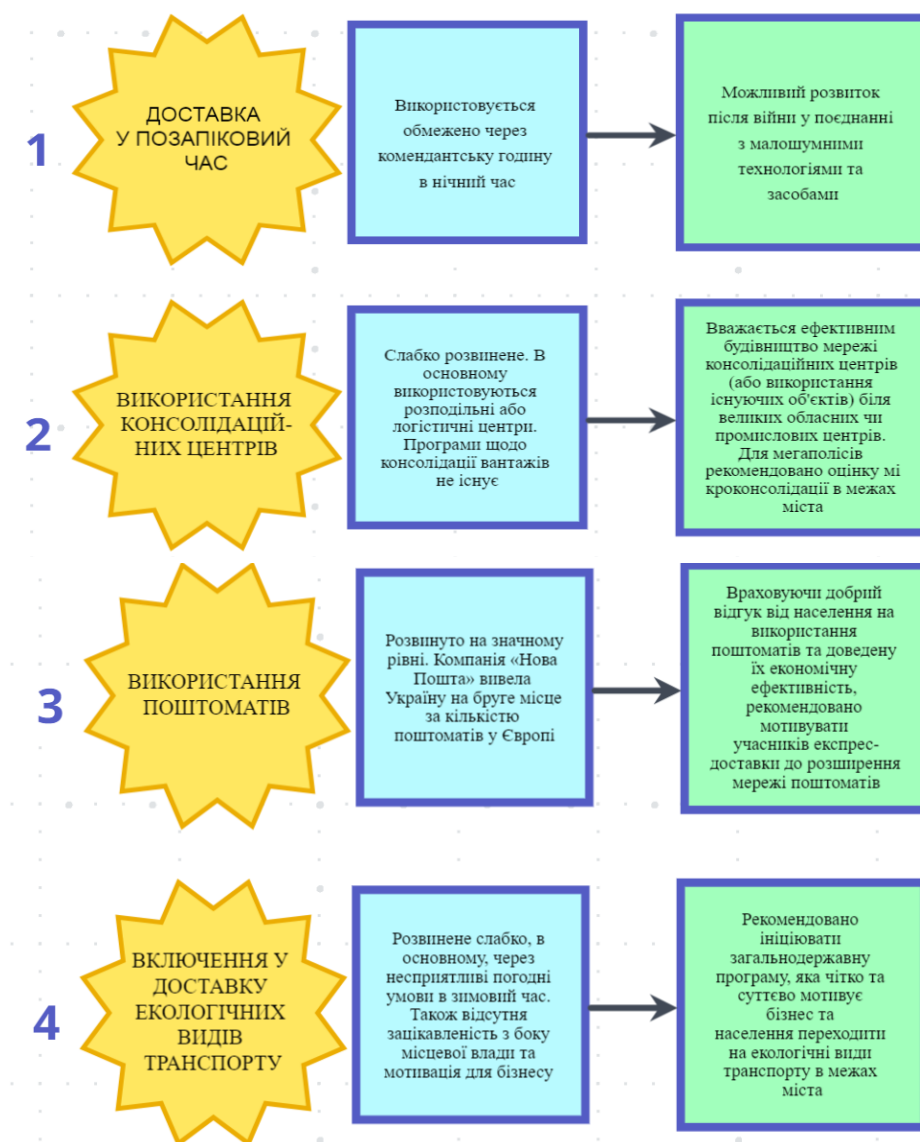 1
ДОСТАВКА
У ПОЗАПІКОВИЙ
ЧАС
Використовується
обмежено через
комендантську годину
в нічний час
Можливий розвиток
після війни у поєднанні
з малошумними
технологіями та
засобами
2
ВИКОРИСТАННЯ
КОНСОЛІДАЦІЙ-
НИХ ЦЕНТРІВ
Слабко розвинене. В
основному
використовуються
розподільні або
логістичні центри.
Програми щодо
консолідації вантажів
не існує
Вважається ефективним
будівництво мережі
консолідаційних центрів
(або використання
існуючих об'єктів) біля
великих обласних чи
промислових центрів.
Для мегаполісів
рекомендовано оцінку мі
кроконсолідації в межах
міста
3
ВИКОРИСТАННЯ
ПОШТОМАТІВ
Розвинуто на значному
рівні. Компанія «Нова
Пошта» вивела
Україну на бруге місце
за кількістю
поштоматів у Європі
Враховуючи добрий
відгук від населення на
використання
поштоматів та доведену
їх економічну
ефективність,
рекомендовано
мотивувати
учасників експрес-
доставки до розширення
мережі поштоматів
4
ВКЛЮЧЕННЯ У
ДОСТАВКУ
ЕКОЛОГІЧНИХ
ВИДІВ
ТРАНСПОРТУ
Розвинене слабко, в
основному, через
несприятливі погодні
умови в зимовий час.
Також відсутня
зацікавленість з боку
місцевої влади та
мотивація для бізнесу
Рекомендовано
ініціювати
загальнодержавну
програму, яка чітко та
суттєво мотивує
бізнес та
населення переходити
на екологічні види
транспорту в межах
міста